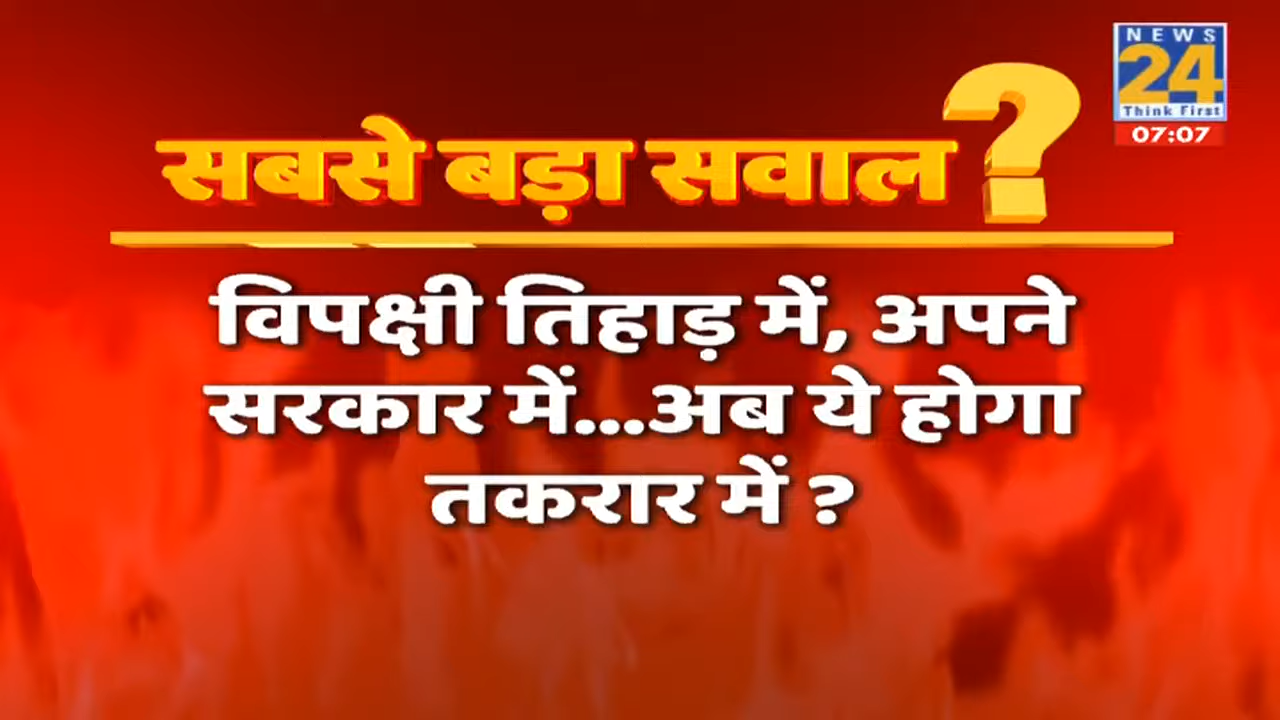 NEWS
24
Think First
07:07
सबसे बड़ा सवाल?
विपक्षी तिहाड़ में, अपने
सरकार में...अब ये होगा
तकरार में ?